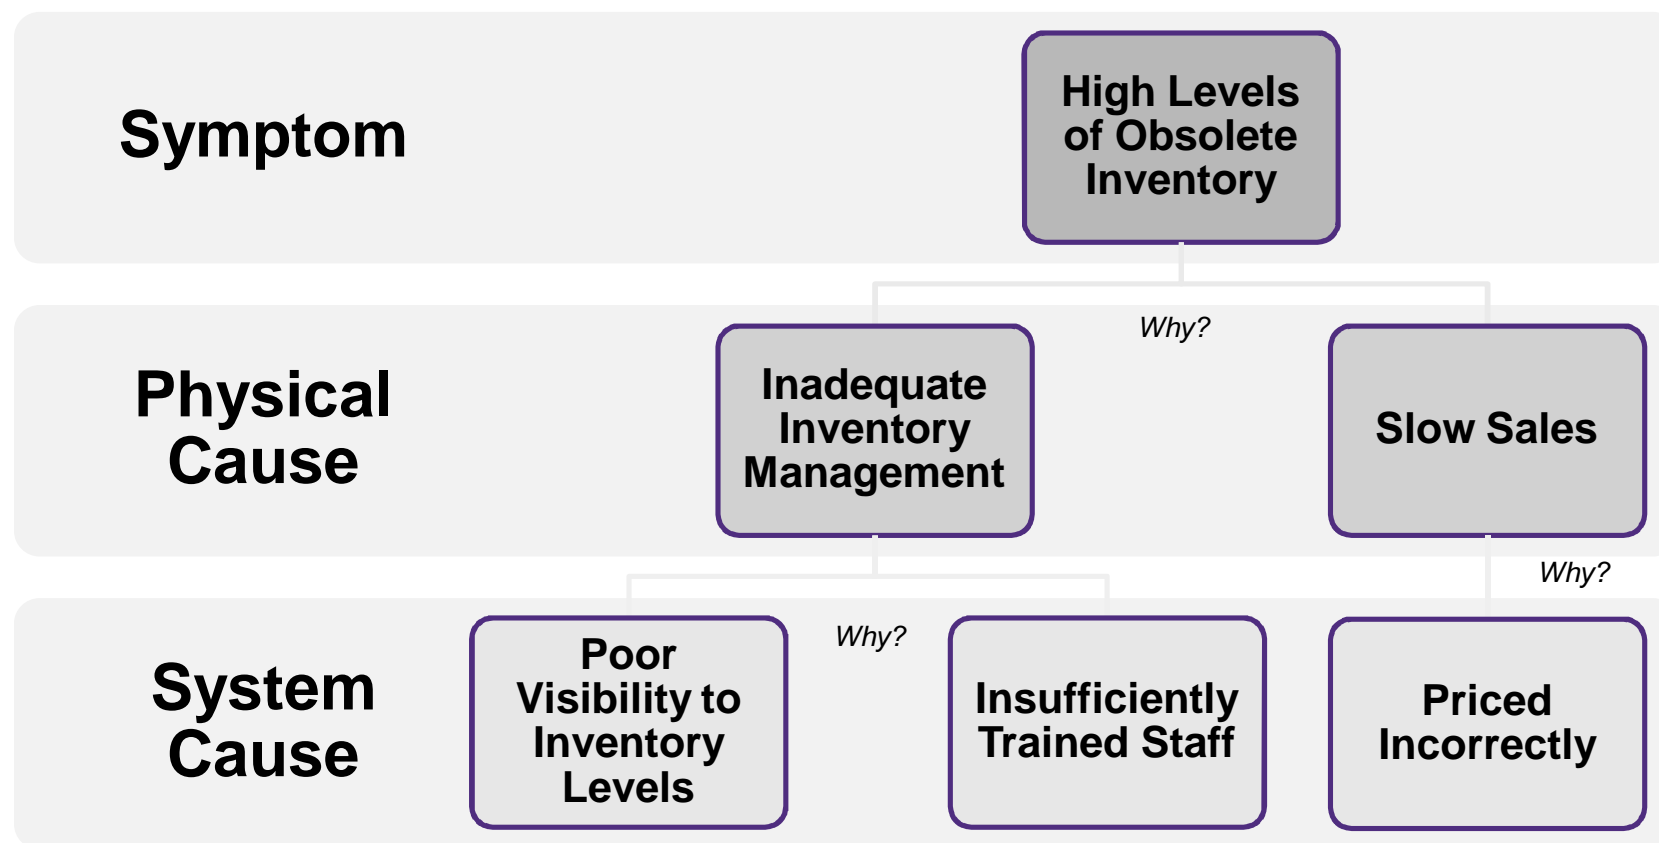 Symptom
High Levels
of Obsolete
Inventory
Why?
Physical
Cause
Inadequate
Inventory
Management
Slow Sales
Why?
System
Cause
Poor
Visibility to
Inventory
Levels
Why?
Insufficiently
Trained Staff
Priced
Incorrectly